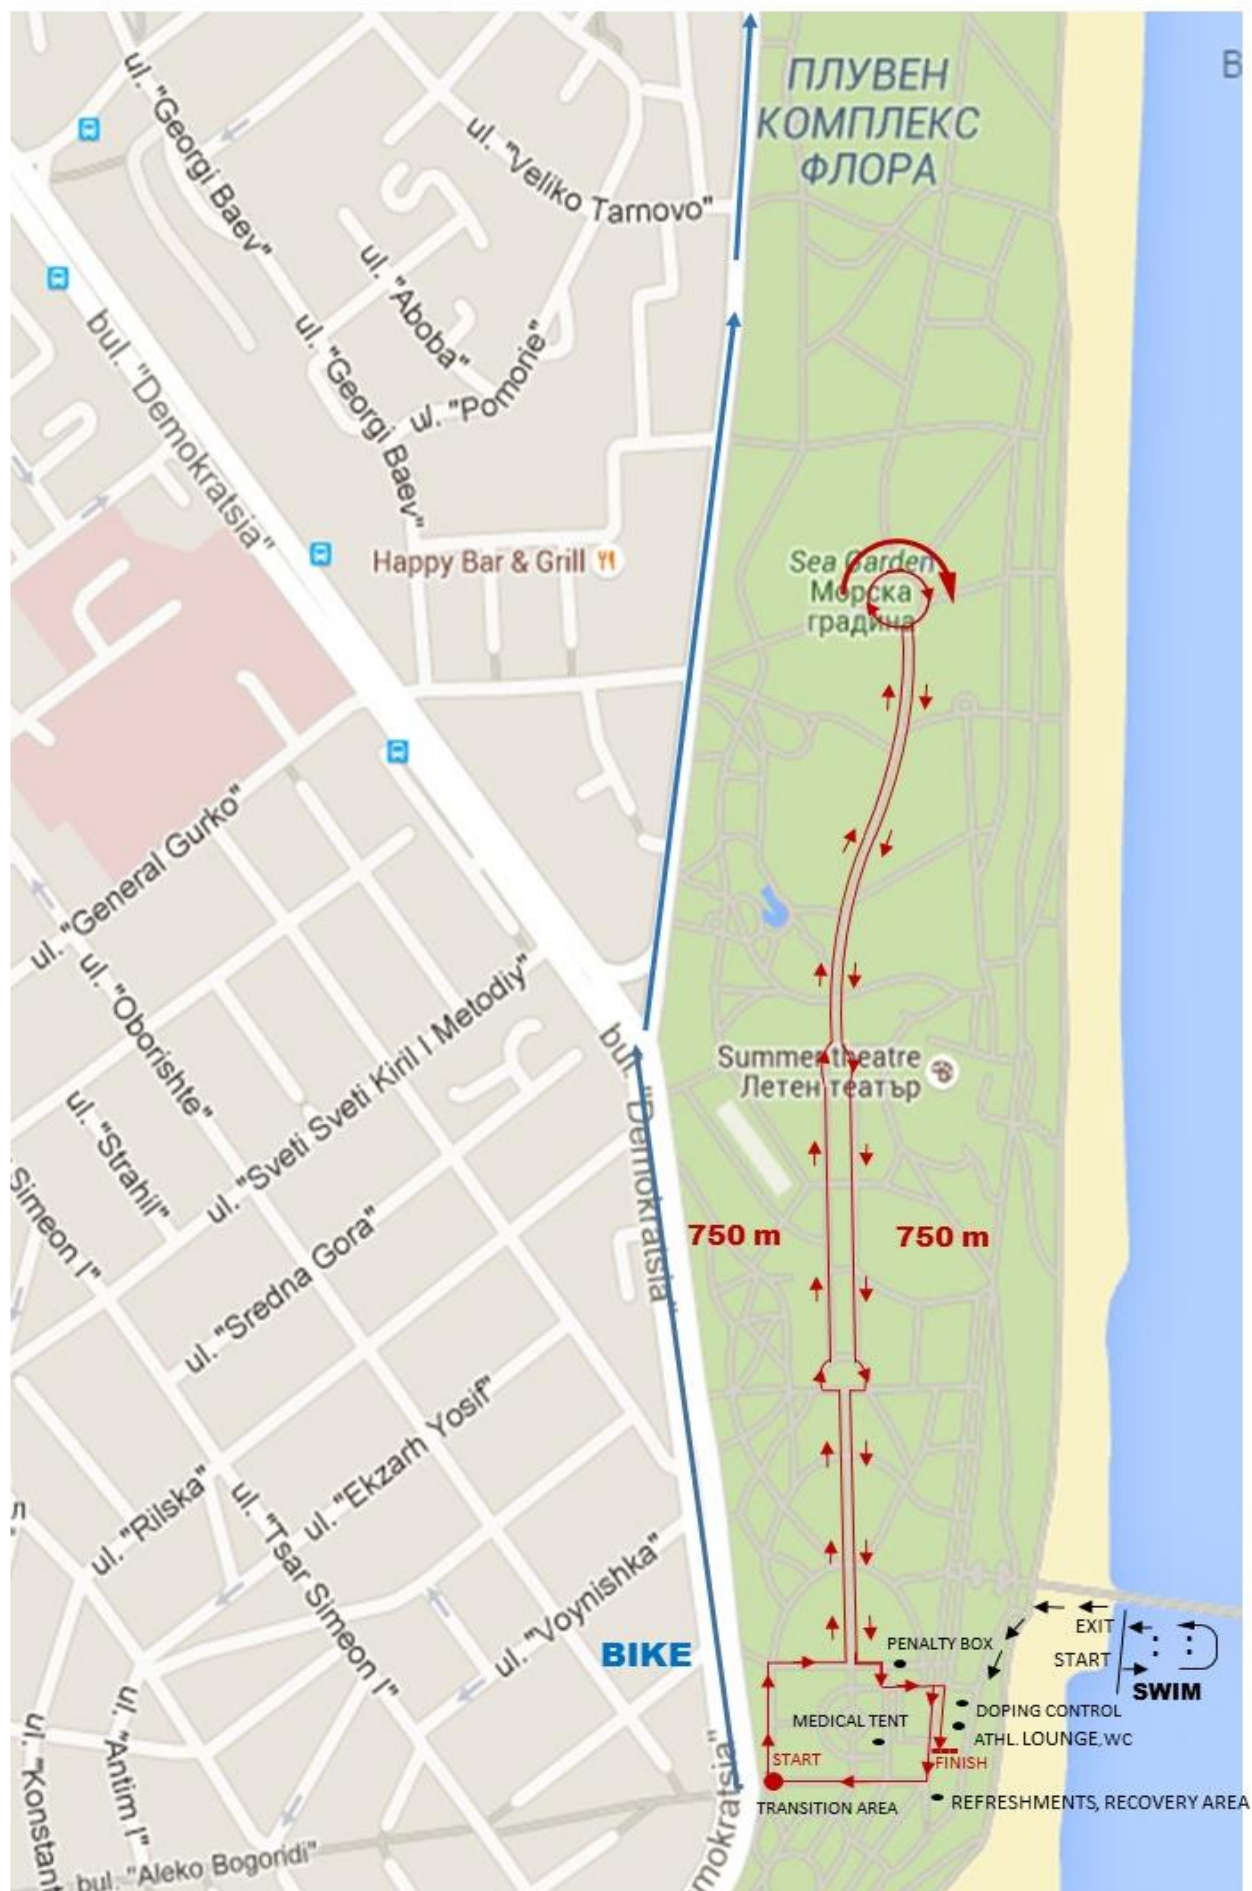 ПЛУВЕН
КОМПЛЕКС
ФЛОРА
B
ul. "Georgi Baev"
ul. "Veliko Tarnovo"
ul. "Aboba"
ul. "Georgi Baev"
ul. "Pomorie"
bul. "Demokratsia"
Happy Bar & Grill
Sea Garden
Морска
градина
ul. "General Gurko"
ul. "Oborishte"
ul. "Sveti Sveti Kiril I Metodiy"
bul. "Demokratsia"
Summer theatre
Летен театър
ul. "Strahil"
Simeon I"
ul. "Sredna Gora"
750 m
750 m
ul. "Ekzarh Yosif"
ul. "Rilska"
ul. "Tsar Simeon I"
ul. "Voynishka"
BIKE
PENALTY BOX
EXIT
START
SWIM
DOPING CONTROL
MEDICAL TENT
ATHL. LOUNGE, WC
START
FINISH
TRANSITION AREA
REFRESHMENTS, RECOVERY AREA
ul. "Antim I"
ul. "Konstant
bul. "Aleko Bogoridi"
mokratsia"